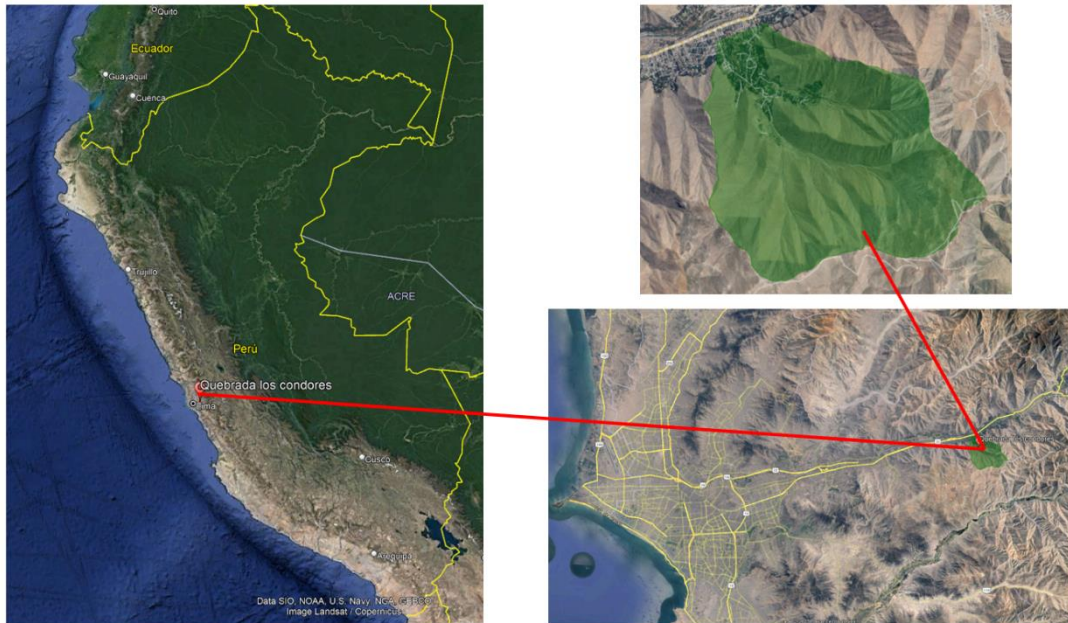 Quito
Ecuador
Guayaquil
Cuenca
Trujillo
ACRE
Perú
Quebrada los condores
Lima
Cusco
Arequipa
Data SIO, NOAA, U.S. Navy, NGA, GEBCO
Image Landsat / Copernicus